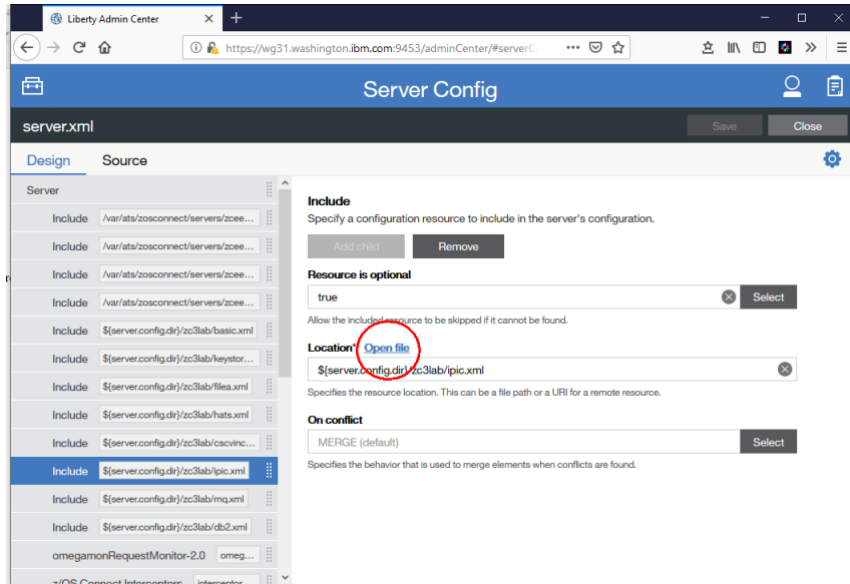 Liberty Admin Center
https://wg31.washington.ibm.com:9453/adminCenter/#serverC
Server Config
server.xml
Save
Close
Design
Source
Server
Include /var/ats/zosconnect/servers/zcee...
Include /var/ats/zosconnect/servers/zcee...
Include /var/ats/zosconnect/servers/zcee...
Include /var/ats/zosconnect/servers/zcee...
Include ${server.config.dir}/zc3lab/basic.xml
Include ${server.config.dir}/zc3lab/keystor...
Include ${server.config.dir}/zc3lab/filea.xml
Include ${server.config.dir}/zc3lab/hats.xml
Include ${server.config.dir}/zc3lab/cscvinc...
Include ${server.config.dir}/zc3lab/ipic.xml
Include ${server.config.dir}/zc3lab/mq.xml
Include ${server.config.dir}/zc3lab/db2.xml
omegamonRequestMonitor-2.0 omeg...
z/OS Connect Interceptors interceptor
Include
Specify a configuration resource to include in the server's configuration.
Add child
Remove
Resource is optional
true
Select
Allow the included resource to be skipped if it cannot be found.
Location* Open file
${server.config.dir}/zc3lab/ipic.xml
Specifies the resource location. This can be a file path or a URI for a remote resource.
On conflict
MERGE (default)
Select
Specifies the behavior that is used to merge elements when conflicts are found.